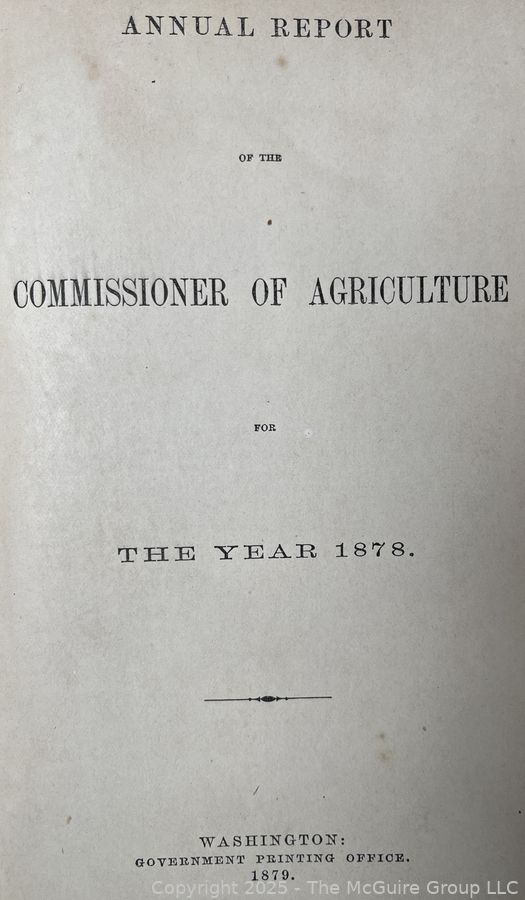 ANNUAL REPORT
OF THE
COMMISSIONER OF AGRICULTURE
FOR
THE YEAR 1878.
WASHINGTON:
GOVERNMENT PRINTING OFFICE.
1879.
Copyright 2025 - The McGuire Group LLC